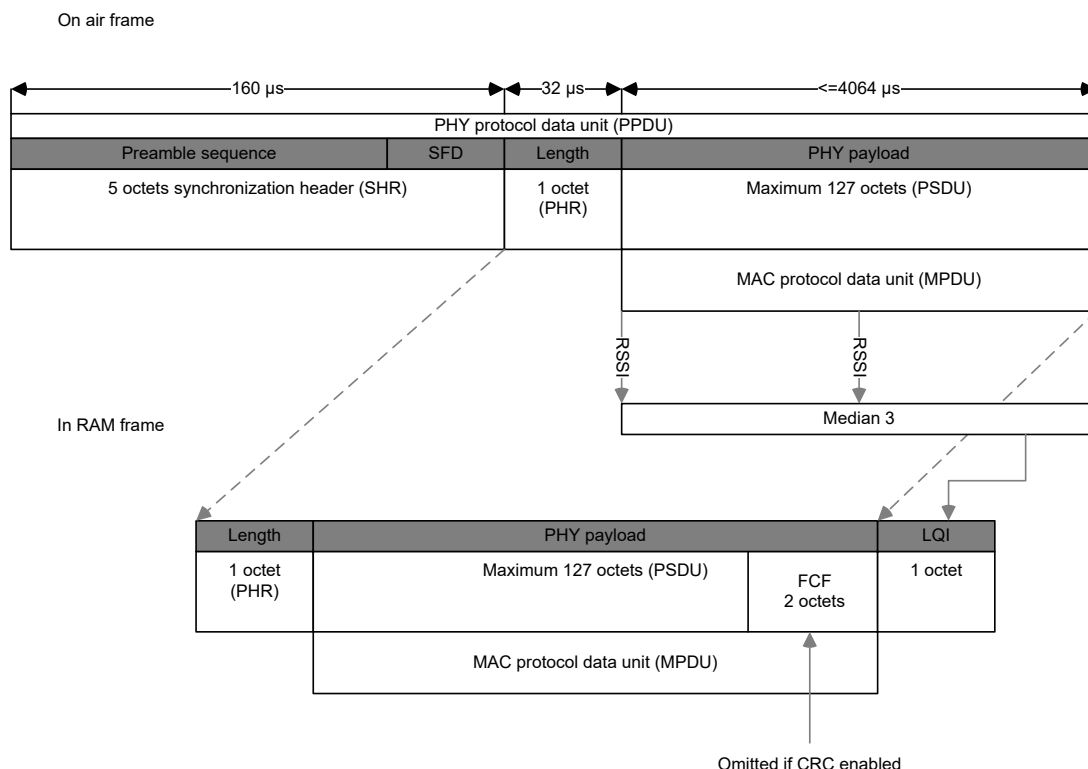 On air frame
160 µs
32 µs
<=4064 µs
PHY protocol data unit (PPDU)
Preamble sequence
SFD
Length
PHY payload
5 octets synchronization header (SHR)
1 octet
(PHR)
Maximum 127 octets (PSDU)
MAC protocol data unit (MPDU)
RSSI
RSSI
Median 3
In RAM frame
Length
PHY payload
LQI
1 octet
(PHR)
Maximum 127 octets (PSDU)
FCF
2 octets
1 octet
MAC protocol data unit (MPDU)
Omitted if CRC enabled